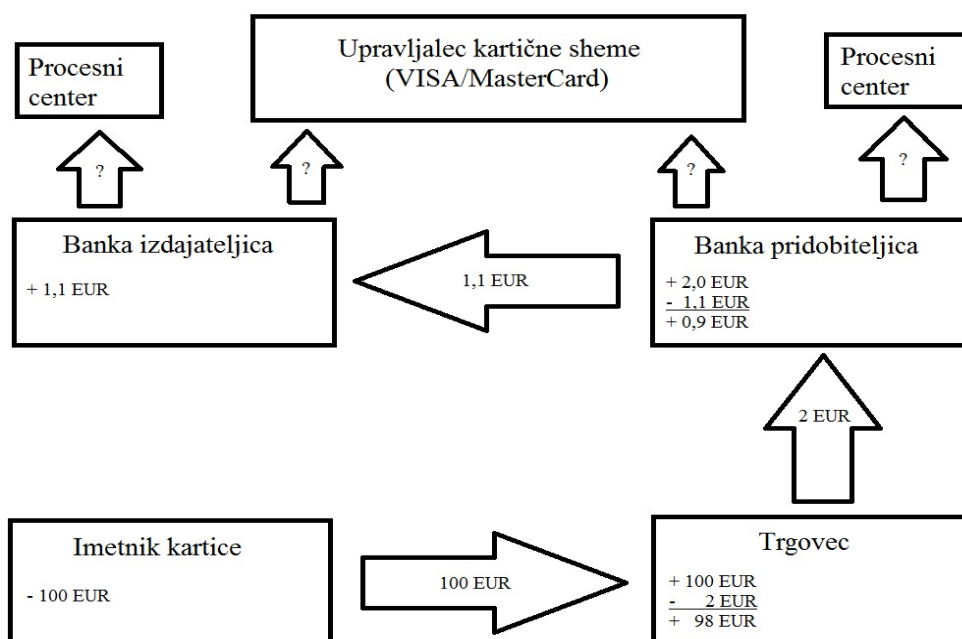 Procesni
center
Upravljalec kartične sheme
(VISA/MasterCard)
Procesni
center
?
?
?
?
Banka izdajateljica
+ 1,1 EUR
1,1 EUR
Banka pridobiteljica
+ 2,0 EUR
- 1,1 EUR
+ 0,9 EUR
2 EUR
Imetnik kartice
- 100 EUR
100 EUR
Trgovec
+ 100 EUR
- 2 EUR
+ 98 EUR